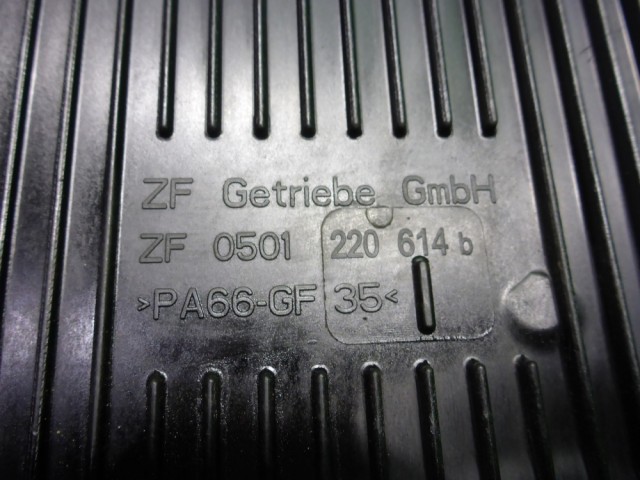 ZF Getriebe GmbH
ZF 0501 220 614 b
>PA66-GF 35<